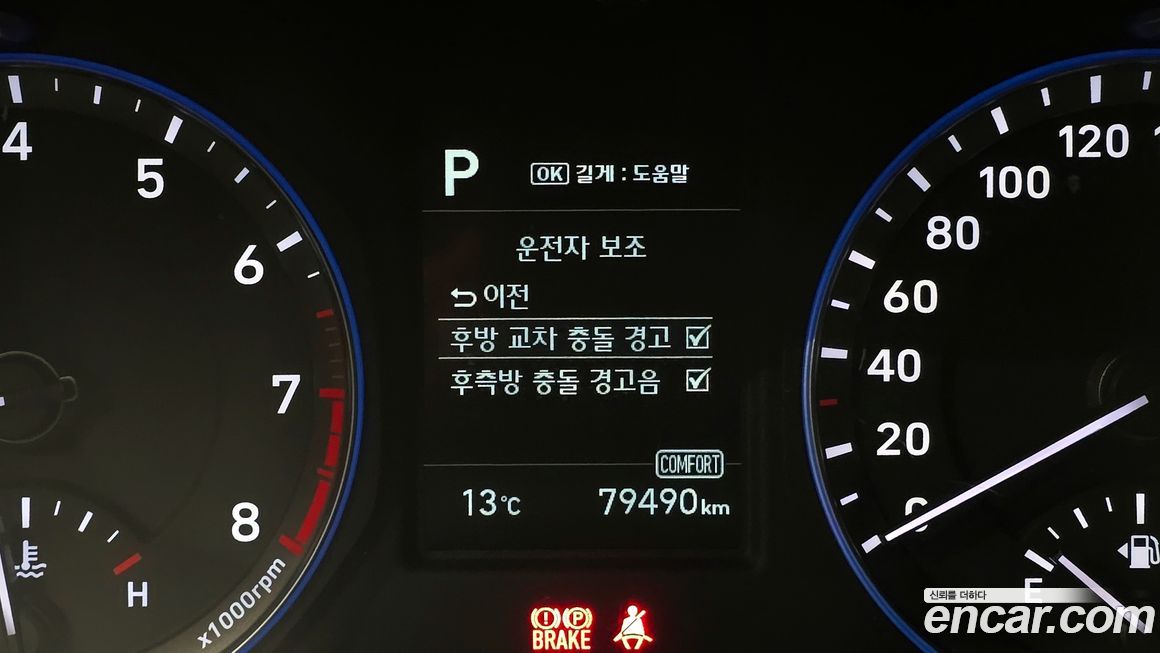 4
5
6
7
8
x1000rpm
H
P
OK 길게 : 도움말
운전자 보조
이전
후방 교차 충돌 경고
후측방 충돌 경고음
COMFORT
13°C
79490km
P
BRAKE
120
100
80
60
40
20
0
E
신뢰를 더하다
encar.com